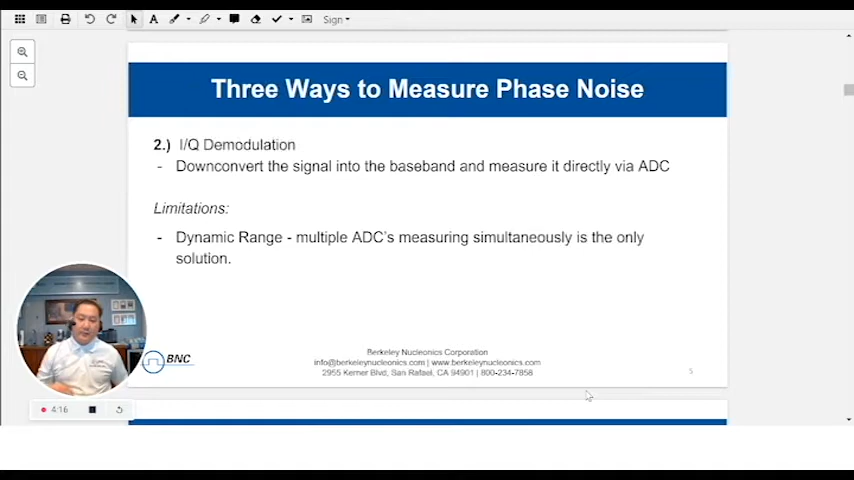 Sign
Three Ways to Measure Phase Noise
2.) I/Q Demodulation
- Downconvert the signal into the baseband and measure it directly via ADC
Limitations:
- Dynamic Range - multiple ADC's measuring simultaneously is the only
solution.
BNC
Berkeley Nucleonics Corporation
info@berkeleynucleonics.com | www.berkeleynucleonics.com
2955 Kerner Blvd, San Rafael, CA 94901 | 800-234-7858
5
4:16